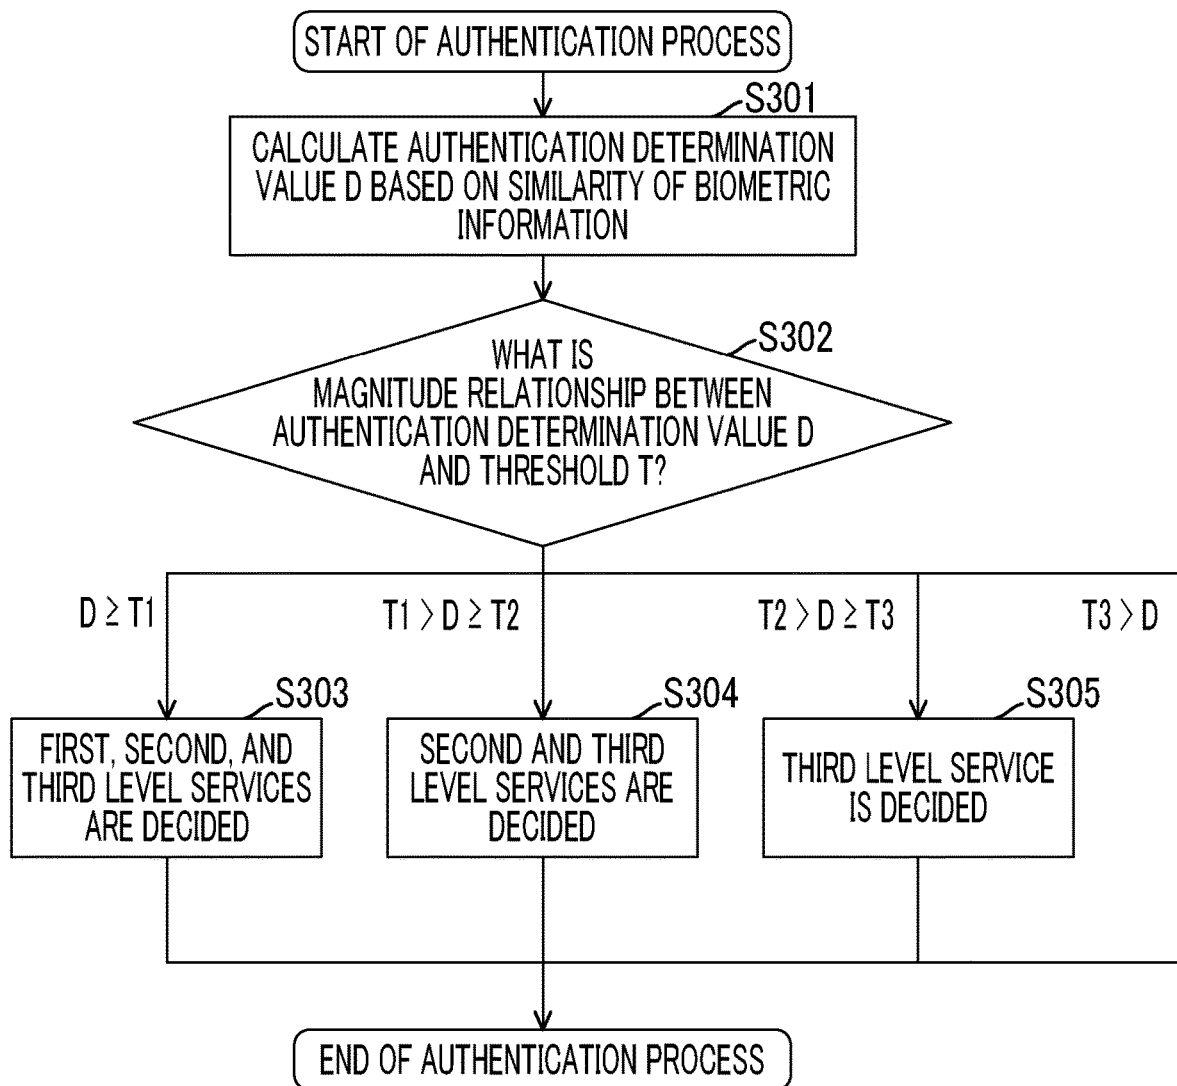 START OF AUTHENTICATION PROCESS
S301
CALCULATE AUTHENTICATION DETERMINATION
VALUE D BASED ON SIMILARITY OF BIOMETRIC
INFORMATION
S302
WHAT IS
MAGNITUDE RELATIONSHIP BETWEEN
AUTHENTICATION DETERMINATION VALUE D
AND THRESHOLD T?
D ≧ T1
T1 > D ≧ T2
T2 > D ≧ T3
T3 > D
S303
FIRST, SECOND, AND
THIRD LEVEL SERVICES
ARE DECIDED
S304
SECOND AND THIRD
LEVEL SERVICES ARE
DECIDED
S305
THIRD LEVEL SERVICE
IS DECIDED
END OF AUTHENTICATION PROCESS